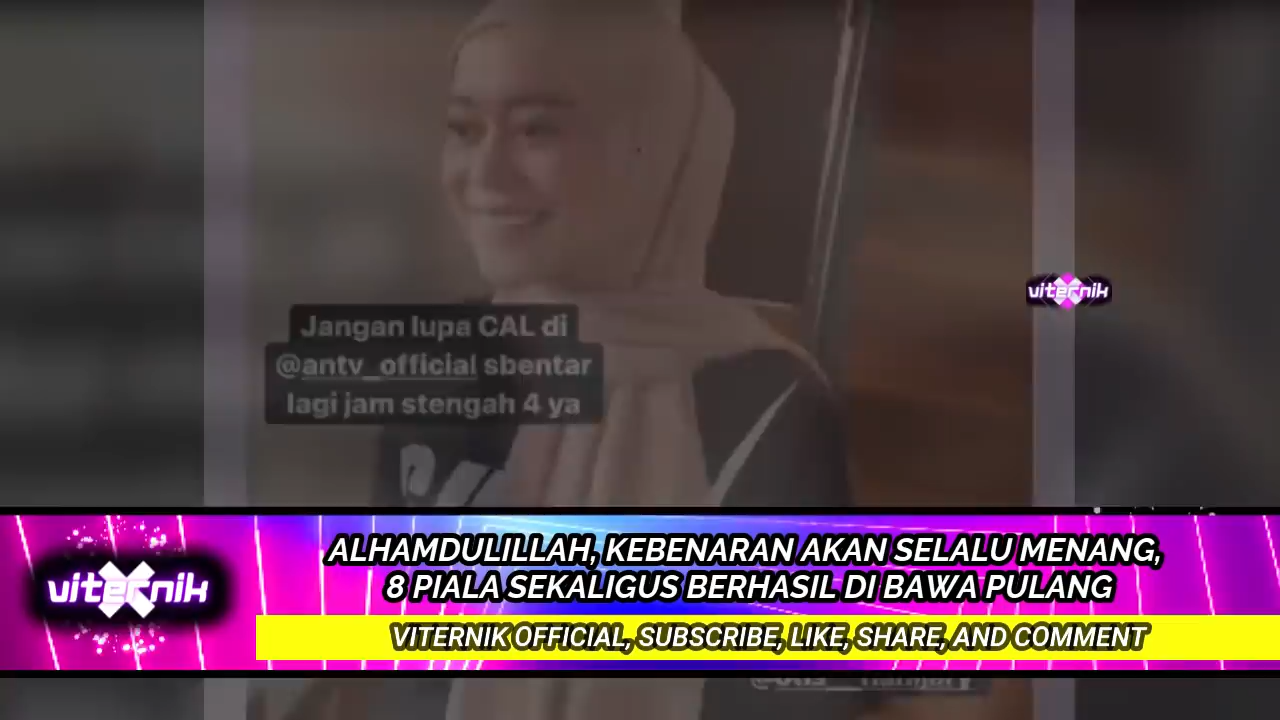 Jangan lupa CAL di
@antv_official sbentar
lagi jam stengah 4 ya
viternik
ALHAMDULILLAH, KEBENARAN AKAN SELALU MENANG,
8 PIALA SEKALIGUS BERHASIL DI BAWA PULANG
viternik
VITERNIK OFFICIAL, SUBSCRIBE, LIKE, SHARE, AND COMMENT